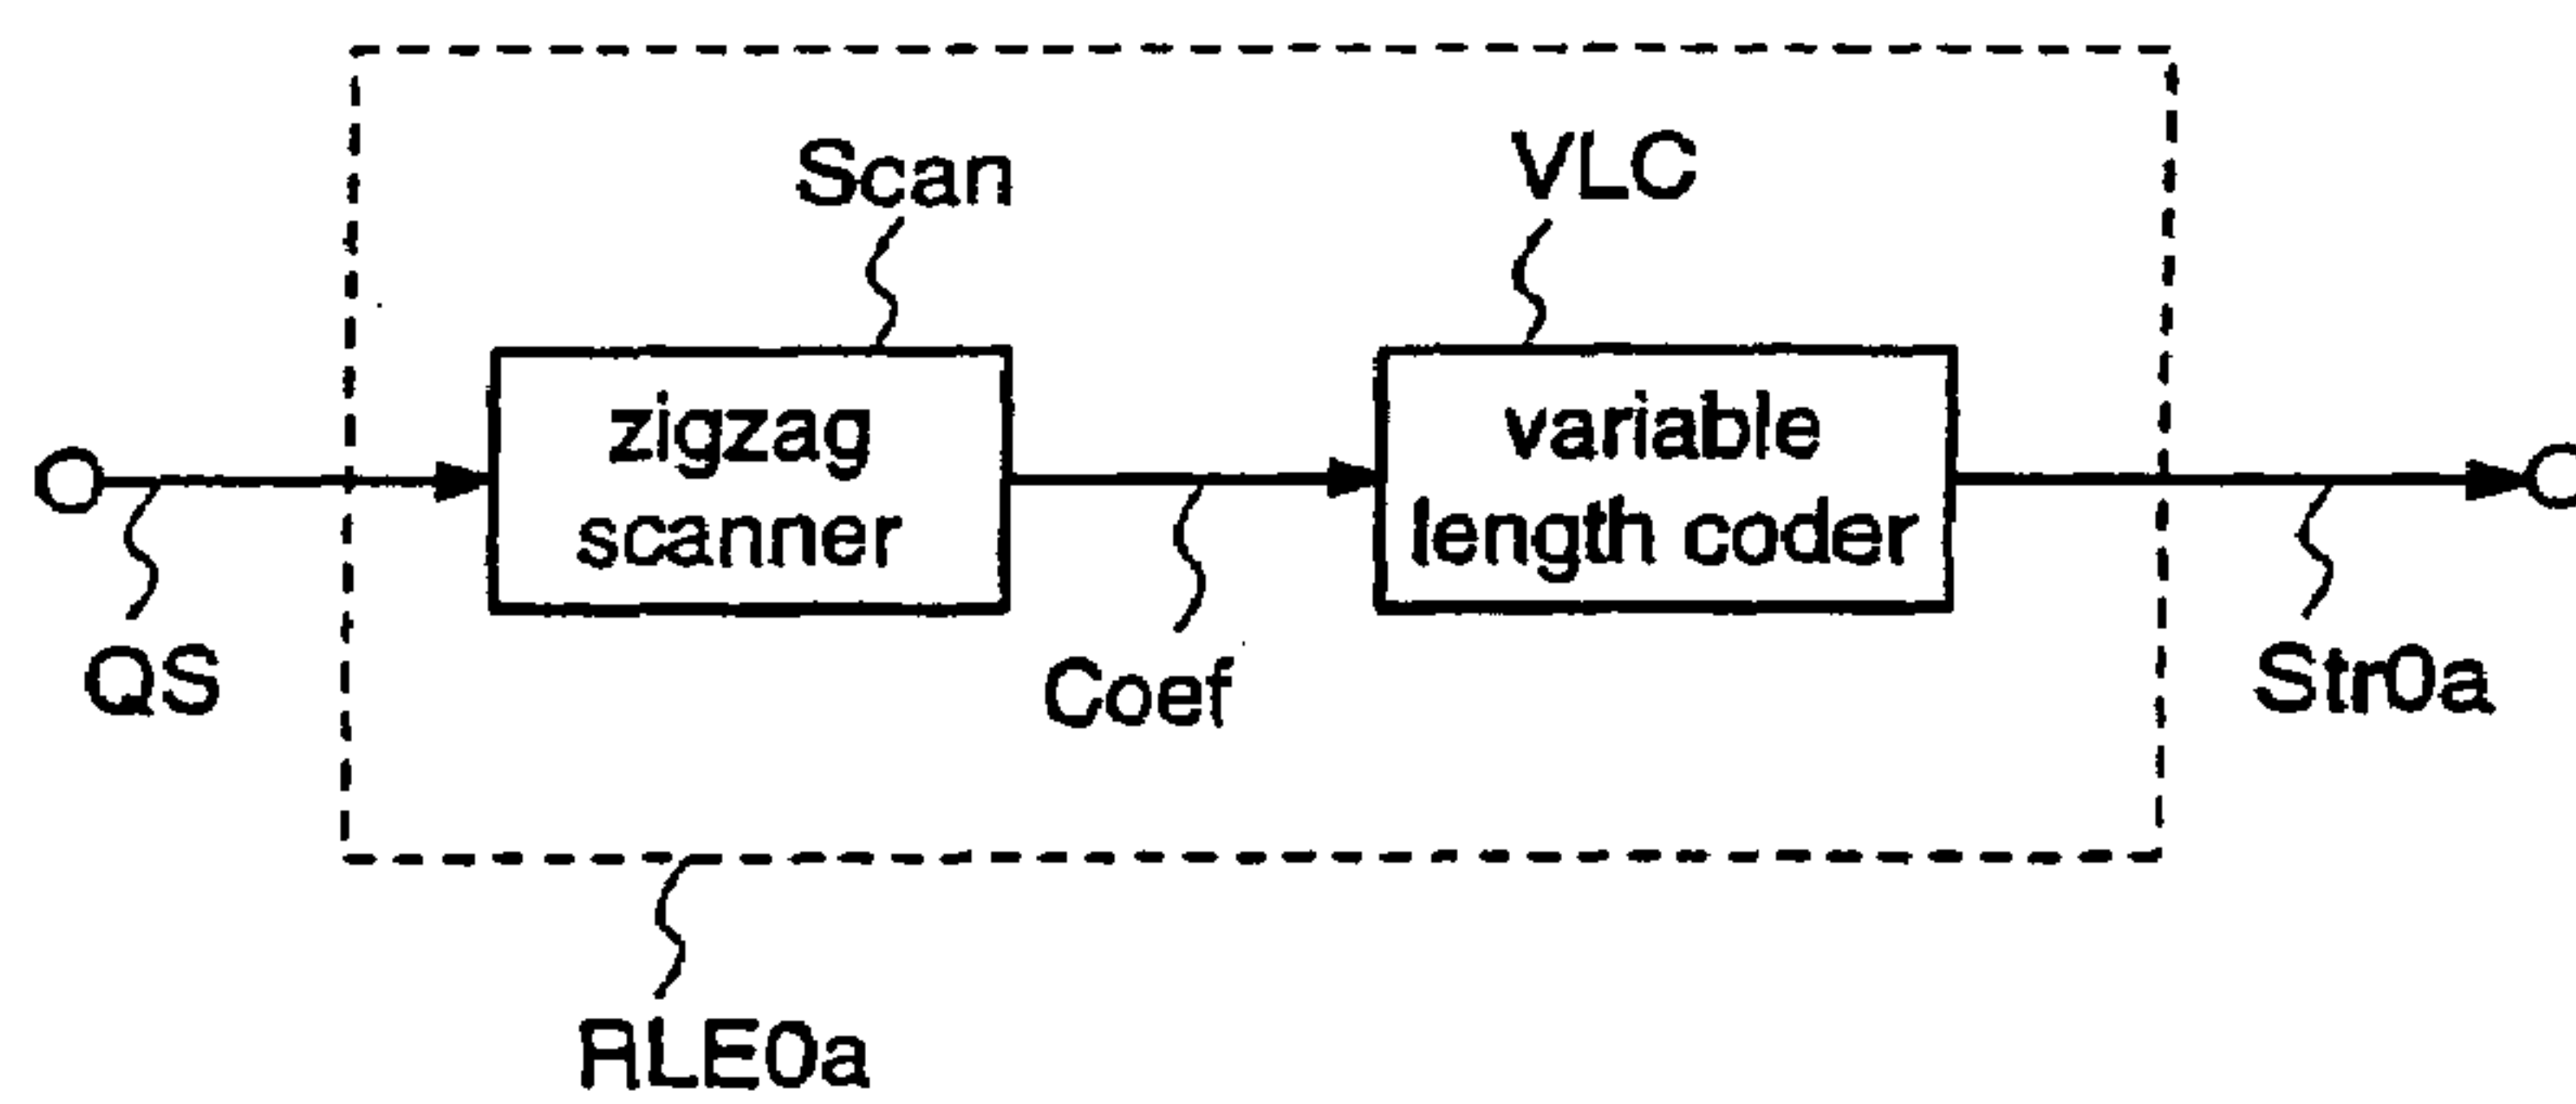 Scan
VLC
zigzag
scanner
variable
length coder
QS
Coef
Str0a
RLE0a